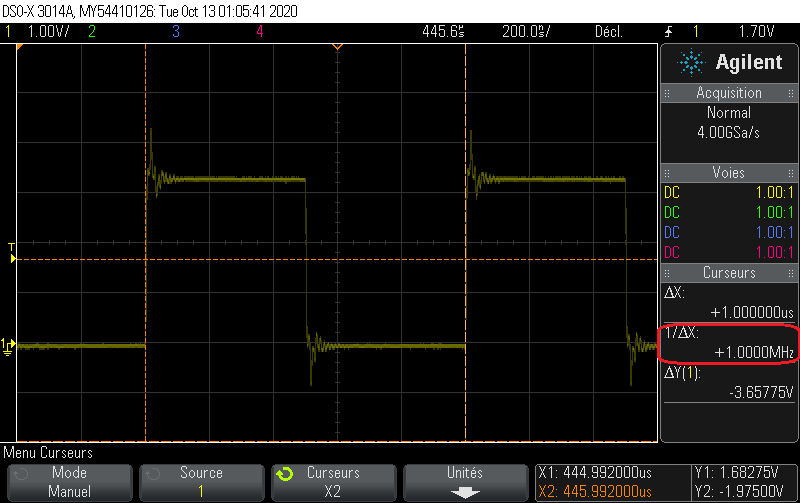 DSO-X 3014A, MY54410126: Tue Oct 13 01:05:41 2020
1 1.00V/ 2 3 4 445.6us 200.0ns/ Décl. 1 1.70V
Agilent
Acquisition
Normal
4.00GSa/s
Voies
DC 1.00:1
DC 1.00:1
DC 1.00:1
DC 1.00:1
Curseurs
ΔX:
+1.000000us
1/ΔX:
+1.0000MHz
ΔY(1):
-3.65775V
T
1
Menu Curseurs
Mode
Manuel
Source
1
Curseurs
X2
Unités
X1: 444.992000us
X2: 445.992000us
Y1: 1.68275V
Y2: -1.97500V